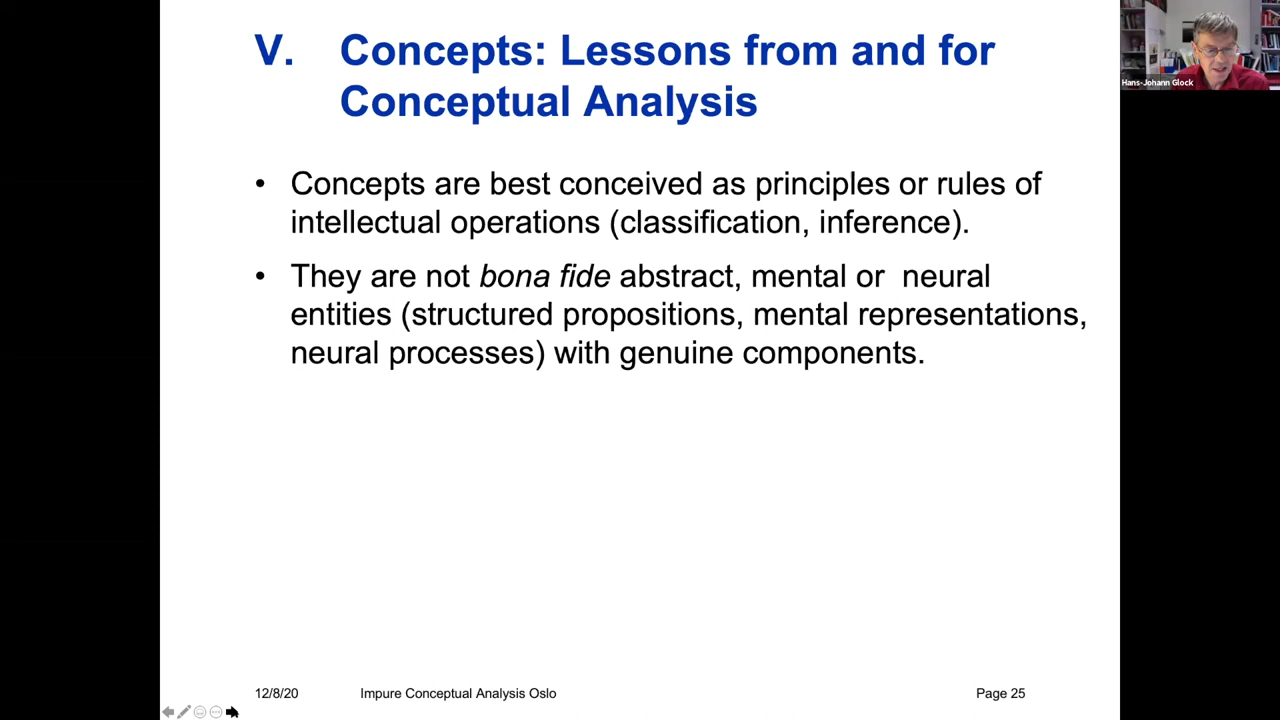 V. Concepts: Lessons from and for
Conceptual Analysis
Hans-Johann Glock
• Concepts are best conceived as principles or rules of
intellectual operations (classification, inference).
• They are not bona fide abstract, mental or  neural
entities (structured propositions, mental representations,
neural processes) with genuine components.
12/8/20 Impure Conceptual Analysis Oslo Page 25